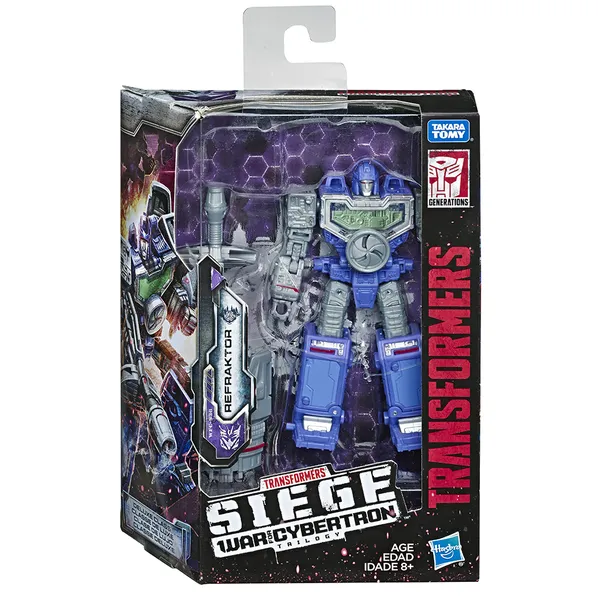 TAKARA
TOMY
GENERATIONS
TRANSFORMERS
REFRAKTOR
TRANSFORMERS
SIEGE
WAR FOR CYBERTRON
TRILOGY
AGE
EDAD
IDADE 8+
Hasbro